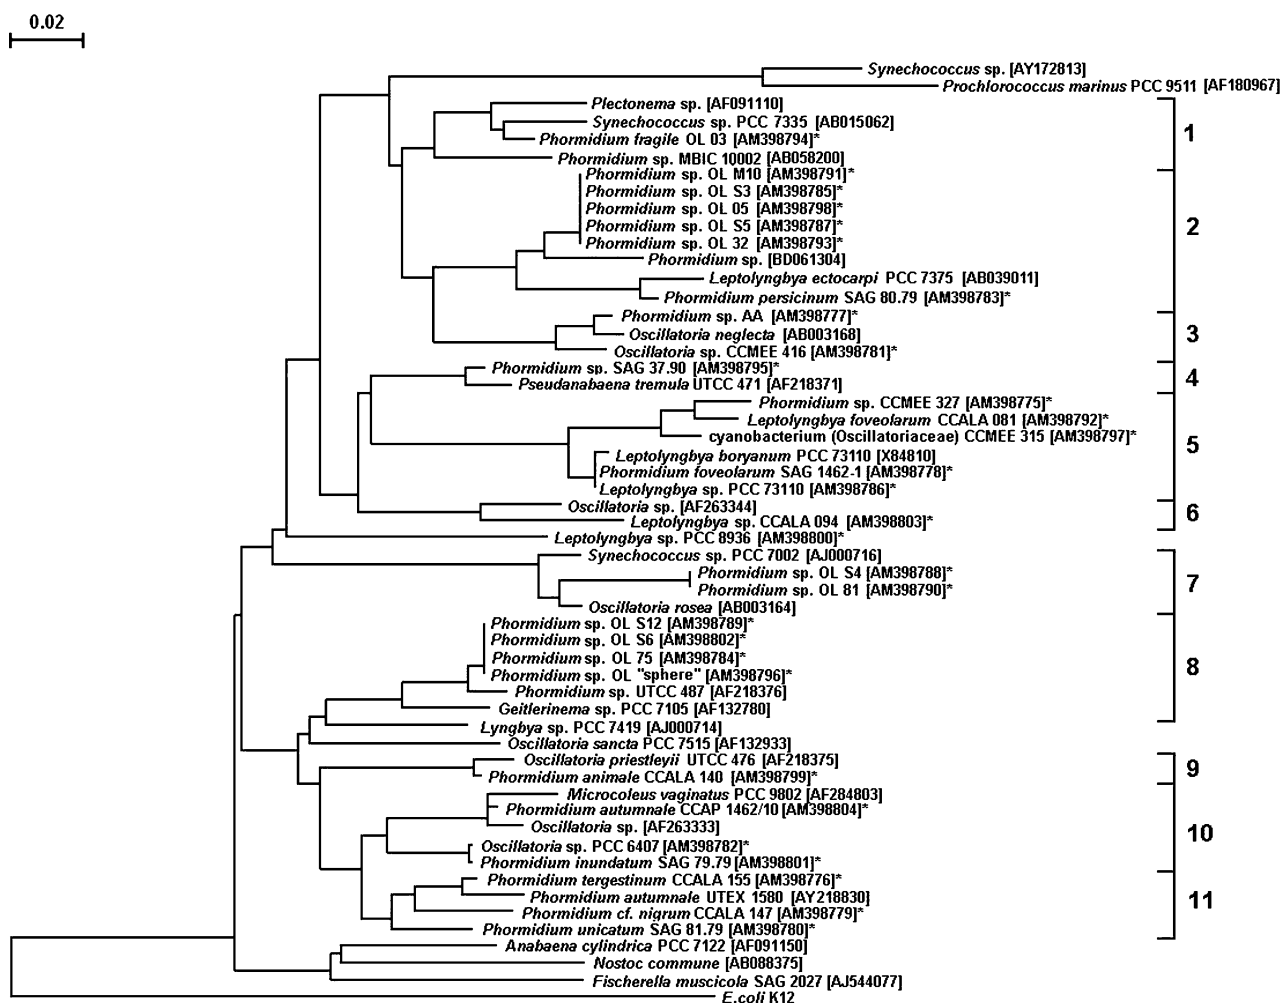 0.02
Synechococcus sp. [AY172813]
Prochlorococcus marinus PCC 9511 [AF180967]
Plectonema sp. [AF091110]
Synechococcus sp. PCC 7335 [AB015062]
1
Phormidium fragile OL 03 [AM398794]*
Phormidium sp. MBIC 10002 [AB058200]
Phormidium sp. OL M10 [AM398791]*
Phormidium sp. OL S3 [AM398785]*
Phormidium sp. OL 05 [AM398798]*
2
Phormidium sp. OL S5 [AM398787]*
Phormidium sp. OL 32 [AM398793]*
Phormidium sp. [BD061304]
Leptolyngbya ectocarpi PCC 7375 [AB039011]
Phormidium persicinum SAG 80.79 [AM398783]*
Phormidium sp. AA [AM398777]*
3
Oscillatoria neglecta [AB003168]
Oscillatoria sp. CCMEE 416 [AM398781]*
Phormidium sp. SAG 37.90 [AM398795]*
4
Pseudanabaena tremula UTCC 471 [AF218371]
Phormidium sp. CCMEE 327 [AM398775]*
Leptolyngbya foveolarum CCALA 081 [AM398792]*
cyanobacterium (Oscillatoriaceae) CCMEE 315 [AM398797]*
5
Leptolyngbya boryanum PCC 73110 [X84810]
Phormidium foveolarum SAG 1462-1 [AM398778]*
Leptolyngbya sp. PCC 73110 [AM398786]*
Oscillatoria sp. [AF263344]
6
Leptolyngbya sp. CCALA 094 [AM398803]*
Leptolyngbya sp. PCC 8936 [AM398800]*
Synechococcus sp. PCC 7002 [AJ000716]
Phormidium sp. OL S4 [AM398788]*
7
Phormidium sp. OL 81 [AM398790]*
Oscillatoria rosea [AB003164]
Phormidium sp. OL S12 [AM398789]*
Phormidium sp. OL S6 [AM398802]*
Phormidium sp. OL 75 [AM398784]*
8
Phormidium sp. OL "sphere" [AM398796]*
Phormidium sp. UTCC 487 [AF218376]
Geitlerinema sp. PCC 7105 [AF132780]
Lyngbya sp. PCC 7419 [AJ000714]
Oscillatoria sancta PCC 7515 [AF132933]
Oscillatoria priestleyii UTCC 476 [AF218375]
9
Phormidium animale CCALA 140 [AM398799]*
Microcoleus vaginatus PCC 9802 [AF284803]
Phormidium autumnale CCAP 1462/10 [AM398804]*
Oscillatoria sp. [AF263333]
10
Oscillatoria sp. PCC 6407 [AM398782]*
Phormidium inundatum SAG 79.79 [AM398801]*
Phormidium tergestinum CCALA 155 [AM398776]*
Phormidium autumnale UTEX 1580 [AY218830]
11
Phormidium cf. nigrum CCALA 147 [AM398779]*
Phormidium unicatum SAG 81.79 [AM398780]*
Anabaena cylindrica PCC 7122 [AF091150]
Nostoc commune [AB088375]
Fischerella muscicola SAG 2027 [AJ544077]
E.coli K12